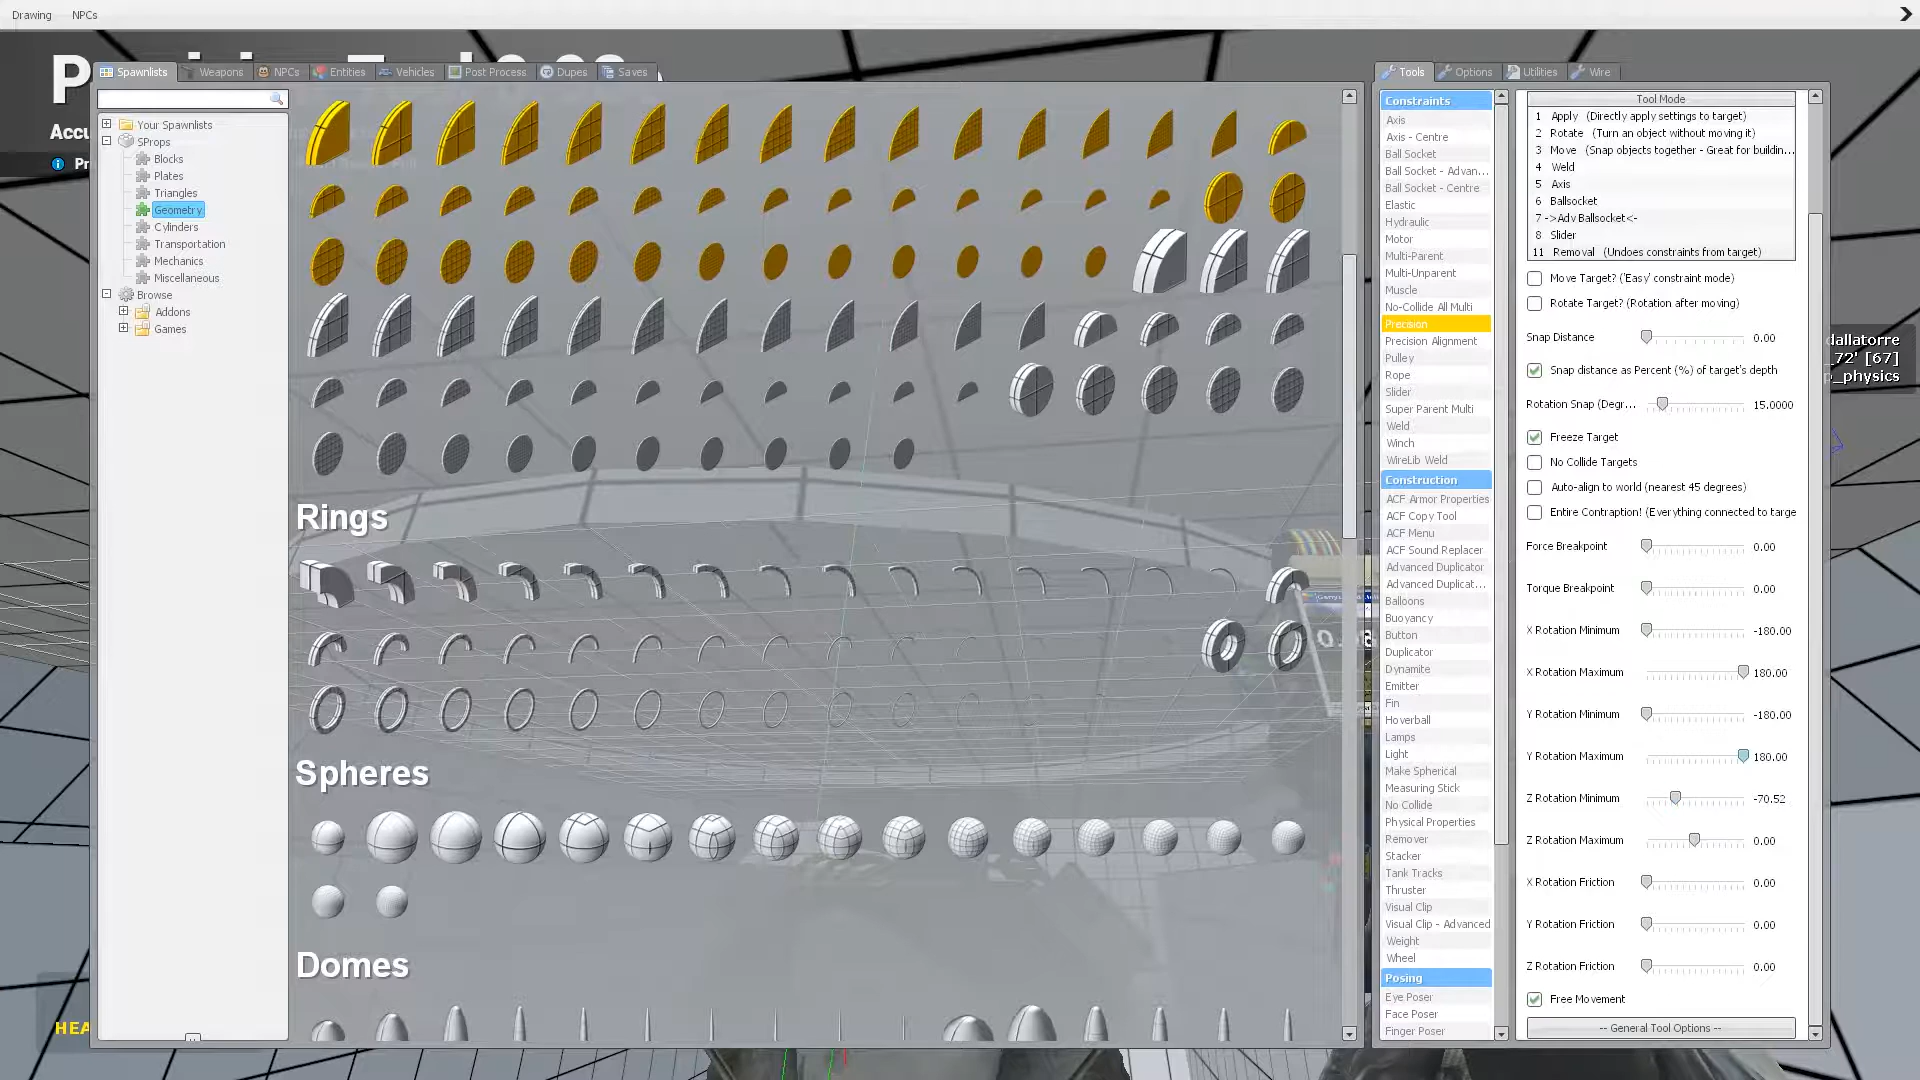 Drawing NPCs
Spawnlists Weapons NPCs Entities Vehicles Post Process Dupes Saves
Tools Options Utilities Wire
Your Spawnlists
SProps
Blocks
Plates
Triangles
Geometry
Cylinders
Transportation
Mechanics
Miscellaneous
Browse
Addons
Games
Rings
Spheres
Domes
Constraints
Axis
Axis - Centre
Ball Socket
Ball Socket - Advan...
Ball Socket - Centre
Elastic
Hydraulic
Motor
Multi-Parent
Multi-Unparent
Muscle
No-Collide All Multi
Precision
Precision Alignment
Pulley
Rope
Slider
Super Parent Multi
Weld
Winch
WireLib Weld
Construction
ACF Armor Properties
ACF Copy Tool
ACF Menu
ACF Sound Replacer
Advanced Duplicator
Advanced Duplicat...
Balloons
Buoyancy
Button
Duplicator
Dynamite
Emitter
Fin
Hoverball
Lamps
Light
Make Spherical
Measuring Stick
No Collide
Physical Properties
Remover
Stacker
Tank Tracks
Thruster
Visual Clip
Visual Clip - Advanced
Weight
Wheel
Posing
Eye Poser
Face Poser
Finger Poser
Tool Mode
1 Apply (Directly apply settings to target)
2 Rotate (Turn an object without moving it)
3 Move (Snap objects together - Great for buildin...
4 Weld
5 Axis
6 Ballsocket
7 ->Adv Ballsocket<-
8 Slider
11 Removal (Undoes constraints from target)
Move Target? ('Easy' constraint mode)
Rotate Target? (Rotation after moving)
Snap Distance 0.00
Snap distance as Percent (%) of target's depth
Rotation Snap (Degr... 15.0000
Freeze Target
No Collide Targets
Auto-align to world (nearest 45 degrees)
Entire Contraption! (Everything connected to targe
Force Breakpoint 0.00
Torque Breakpoint 0.00
X Rotation Minimum -180.00
X Rotation Maximum 180.00
Y Rotation Minimum -180.00
Y Rotation Maximum 180.00
Z Rotation Minimum -70.52
Z Rotation Maximum 0.00
X Rotation Friction 0.00
Y Rotation Friction 0.00
Z Rotation Friction 0.00
Free Movement
-- General Tool Options --
dallatorre
_72' [67]
p_physics
P
Accu
Pr
HEA